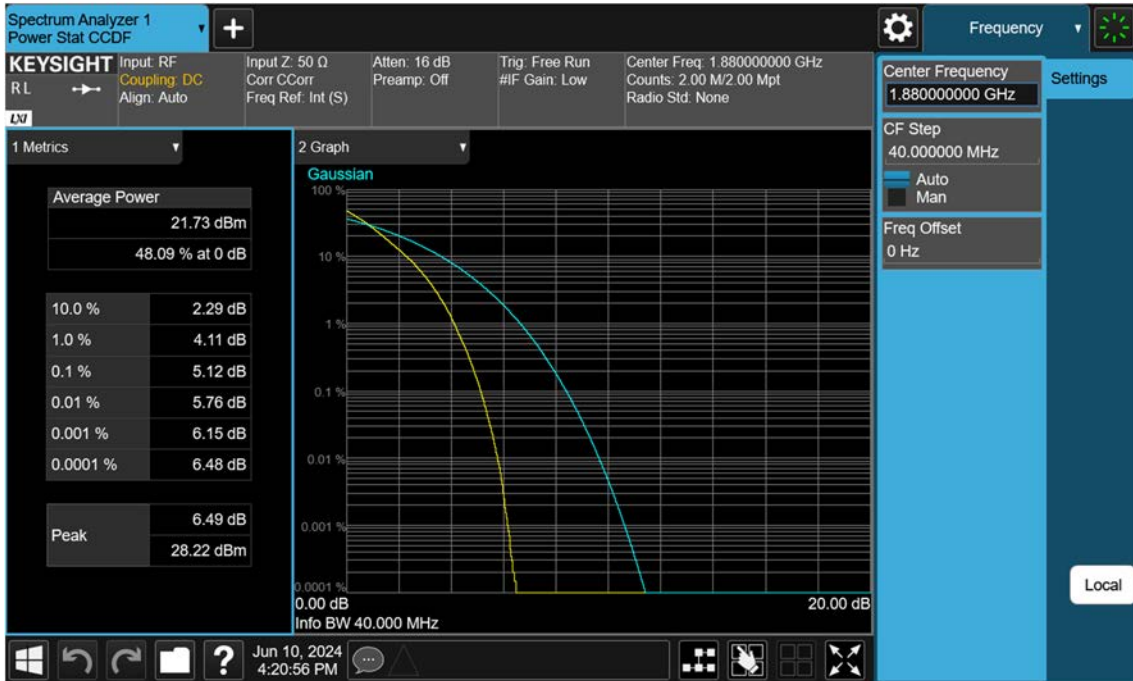 Spectrum Analyzer 1
Power Stat CCDF
Frequency
KEYSIGHT
R L
LXI
Input: RF
Coupling: DC
Align: Auto
Input Z: 50 Ω
Corr CCorr
Freq Ref: Int (S)
Atten: 16 dB
Preamp: Off
Trig: Free Run
#IF Gain: Low
Center Freq: 1.880000000 GHz
Counts: 2.00 M/2.00 Mpt
Radio Std: None
Center Frequency
1.880000000 GHz
Settings
CF Step
40.000000 MHz
Auto
Man
Freq Offset
0 Hz
Local
1 Metrics
Average Power
21.73 dBm
48.09 % at 0 dB
10.0 % 2.29 dB
1.0 % 4.11 dB
0.1 % 5.12 dB
0.01 % 5.76 dB
0.001 % 6.15 dB
0.0001 % 6.48 dB
Peak 6.49 dB
28.22 dBm
2 Graph
Gaussian
100 %
10 %
1 %
0.1 %
0.01 %
0.001 %
0.0001 %
0.00 dB 20.00 dB
Info BW 40.000 MHz
Jun 10, 2024
4:20:56 PM